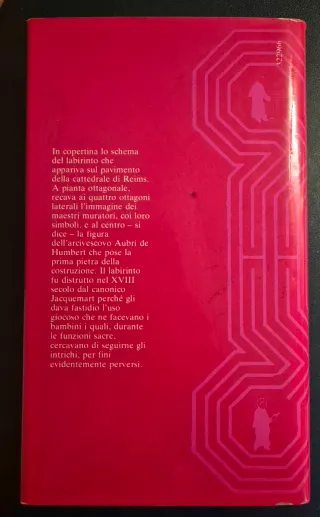 In copertina lo schema
del labirinto che
appariva sul pavimento
della cattedrale di Reims.
A pianta ottagonale,
recava ai quattro ottagoni
laterali l'immagine dei
maestri muratori, coi loro
simboli, e al centro – si
dice – la figura
dell'arcivescovo Aubri de
Humbert che pose la
prima pietra della
costruzione. Il labirinto
fu distrutto nel XVIII
secolo dal canonico
Jacquemart perché gli
dava fastidio l'uso
giocoso che ne facevano i
bambini i quali, durante
le funzioni sacre,
cercavano di seguirne gli
intrichi, per fini
evidentemente perversi.